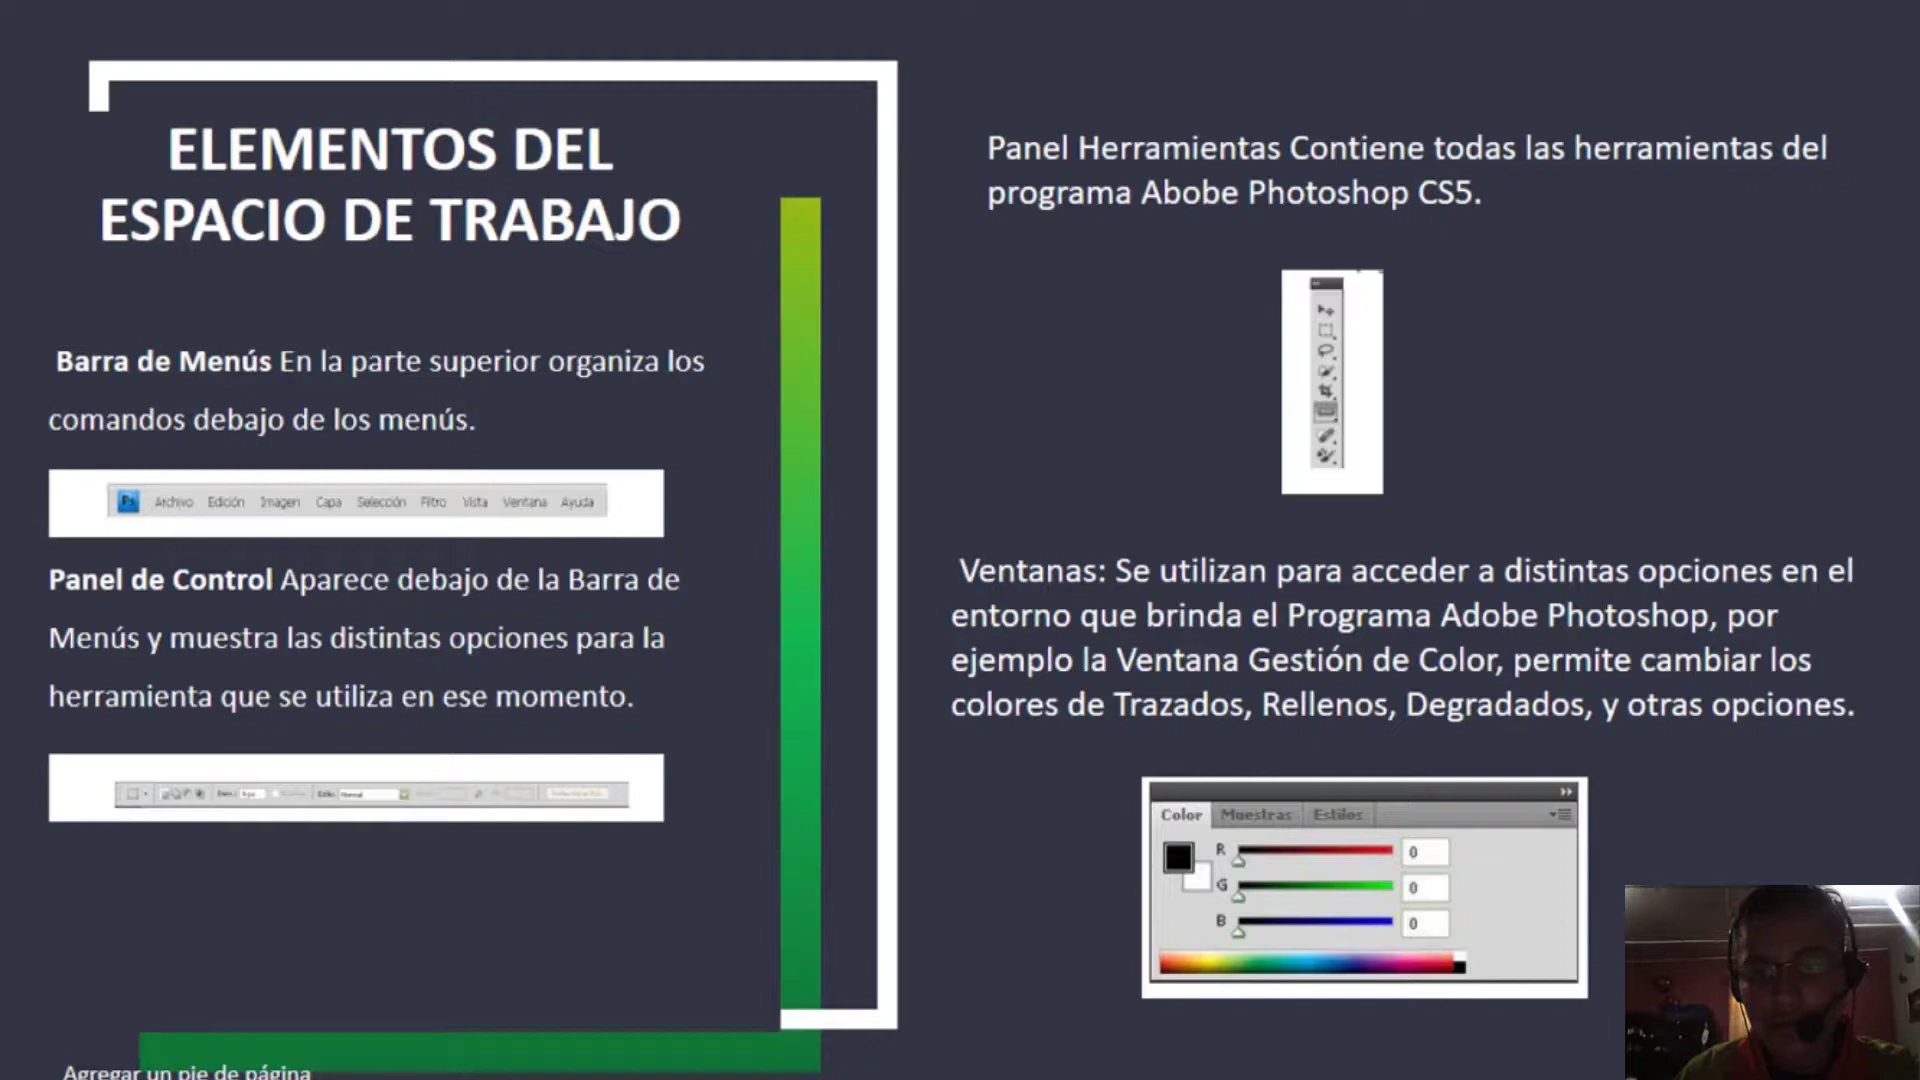 ELEMENTOS DEL
ESPACIO DE TRABAJO
Barra de Menús En la parte superior organiza los
comandos debajo de los menús.
Ps Archivo Edición Imagen Capa Selección Filtro Vista Ventana Ayuda
Panel de Control Aparece debajo de la Barra de
Menús y muestra las distintas opciones para la
herramienta que se utiliza en ese momento.
Normal
Agregar un pie de página
Panel Herramientas Contiene todas las herramientas del
programa Abobe Photoshop CS5.
Ventanas: Se utilizan para acceder a distintas opciones en el
entorno que brinda el Programa Adobe Photoshop, por
ejemplo la Ventana Gestión de Color, permite cambiar los
colores de Trazados, Rellenos, Degradados, y otras opciones.
Color Muestras Estilos
R 0
G 0
B 0